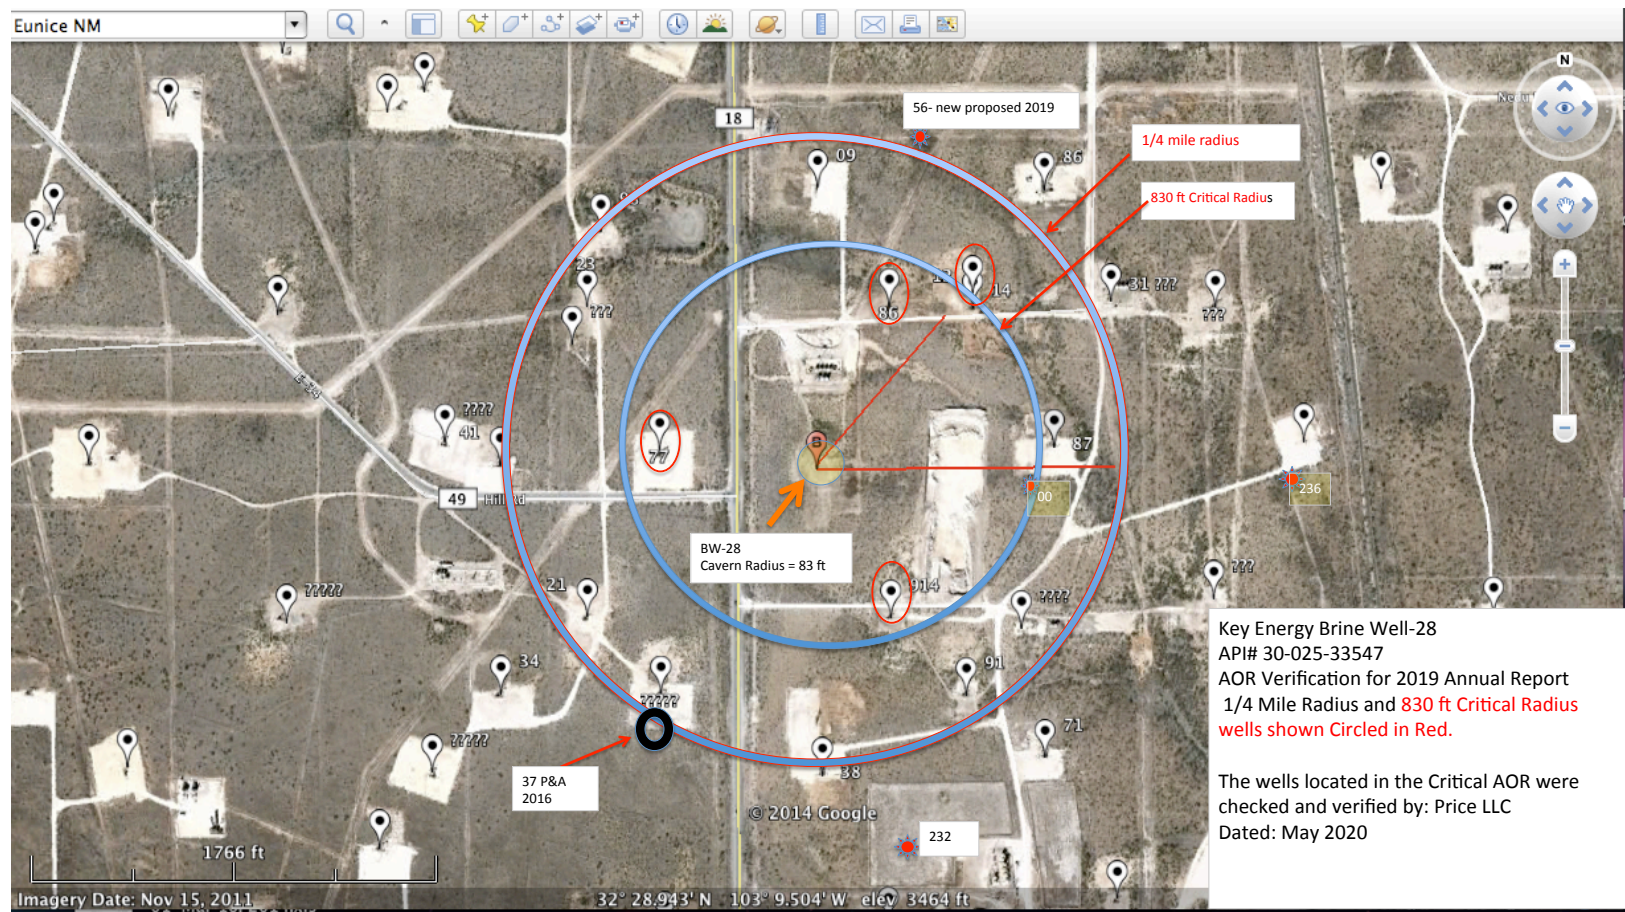 Eunice NM
N
18
56- new proposed 2019
1/4 mile radius
09
86
830 ft Critical Radius
23
???
86
14
31 ???
???
????
41
77
87
49
Hill Rd
00
236
BW-28
Cavern Radius = 83 ft
21
?????
914
????
???
34
?????
91
?????
71
38
37 P&A
2016
232
© 2014 Google
1766 ft
Imagery Date: Nov 15, 2011
32° 28.943' N 103° 9.504' W elev 3464 ft
Key Energy Brine Well-28
API# 30-025-33547
AOR Verification for 2019 Annual Report
1/4 Mile Radius and 830 ft Critical Radius
wells shown Circled in Red.
The wells located in the Critical AOR were
checked and verified by: Price LLC
Dated: May 2020